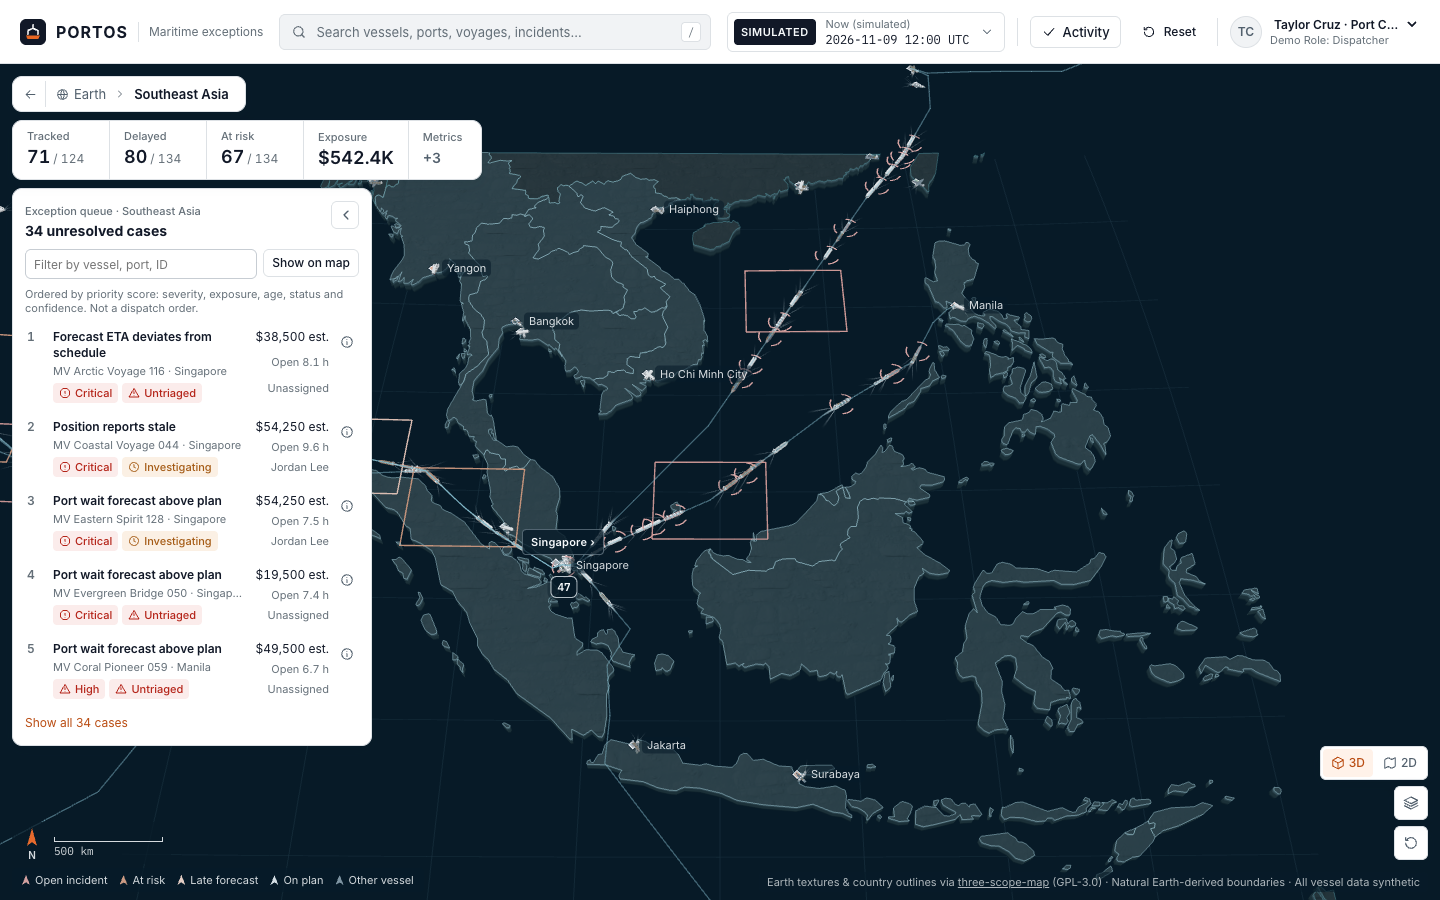 PORTOS
Maritime exceptions
Search vessels, ports, voyages, incidents...
/
SIMULATED
Now (simulated)
2026-11-09 12:00 UTC
Activity
Reset
TC
Taylor Cruz · Port C...
Demo Role: Dispatcher
Earth
Southeast Asia
Tracked
71 / 124
Delayed
80 / 134
At risk
67 / 134
Exposure
$542.4K
Metrics
+3
Exception queue · Southeast Asia
34 unresolved cases
Filter by vessel, port, ID
Show on map
Ordered by priority score: severity, exposure, age, status and
confidence. Not a dispatch order.
1
Forecast ETA deviates from
schedule
MV Arctic Voyage 116 · Singapore
Critical
Untriaged
$38,500 est.
Open 8.1 h
Unassigned
2
Position reports stale
MV Coastal Voyage 044 · Singapore
Critical
Investigating
$54,250 est.
Open 9.6 h
Jordan Lee
3
Port wait forecast above plan
MV Eastern Spirit 128 · Singapore
Critical
Investigating
$54,250 est.
Open 7.5 h
Jordan Lee
4
Port wait forecast above plan
MV Evergreen Bridge 050 · Singap...
Critical
Untriaged
$19,500 est.
Open 7.4 h
Unassigned
5
Port wait forecast above plan
MV Coral Pioneer 059 · Manila
High
Untriaged
$49,500 est.
Open 6.7 h
Unassigned
Show all 34 cases
Haiphong
Yangon
Bangkok
Manila
Ho Chi Minh City
Singapore ›
Singapore
47
Jakarta
Surabaya
3D
2D
N
500 km
Open incident
At risk
Late forecast
On plan
Other vessel
Earth textures & country outlines via three-scope-map (GPL-3.0) · Natural Earth-derived boundaries · All vessel data synthetic